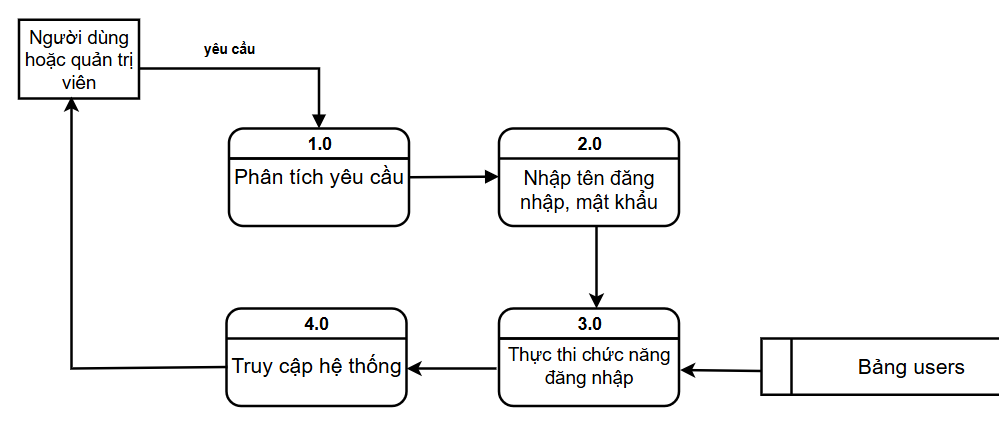 Người dùng
hoặc quản trị
viên
yêu cầu
1.0
Phân tích yêu cầu
2.0
Nhập tên đăng
nhập, mật khẩu
4.0
Truy cập hệ thống
3.0
Thực thi chức năng
đăng nhập
Bảng users